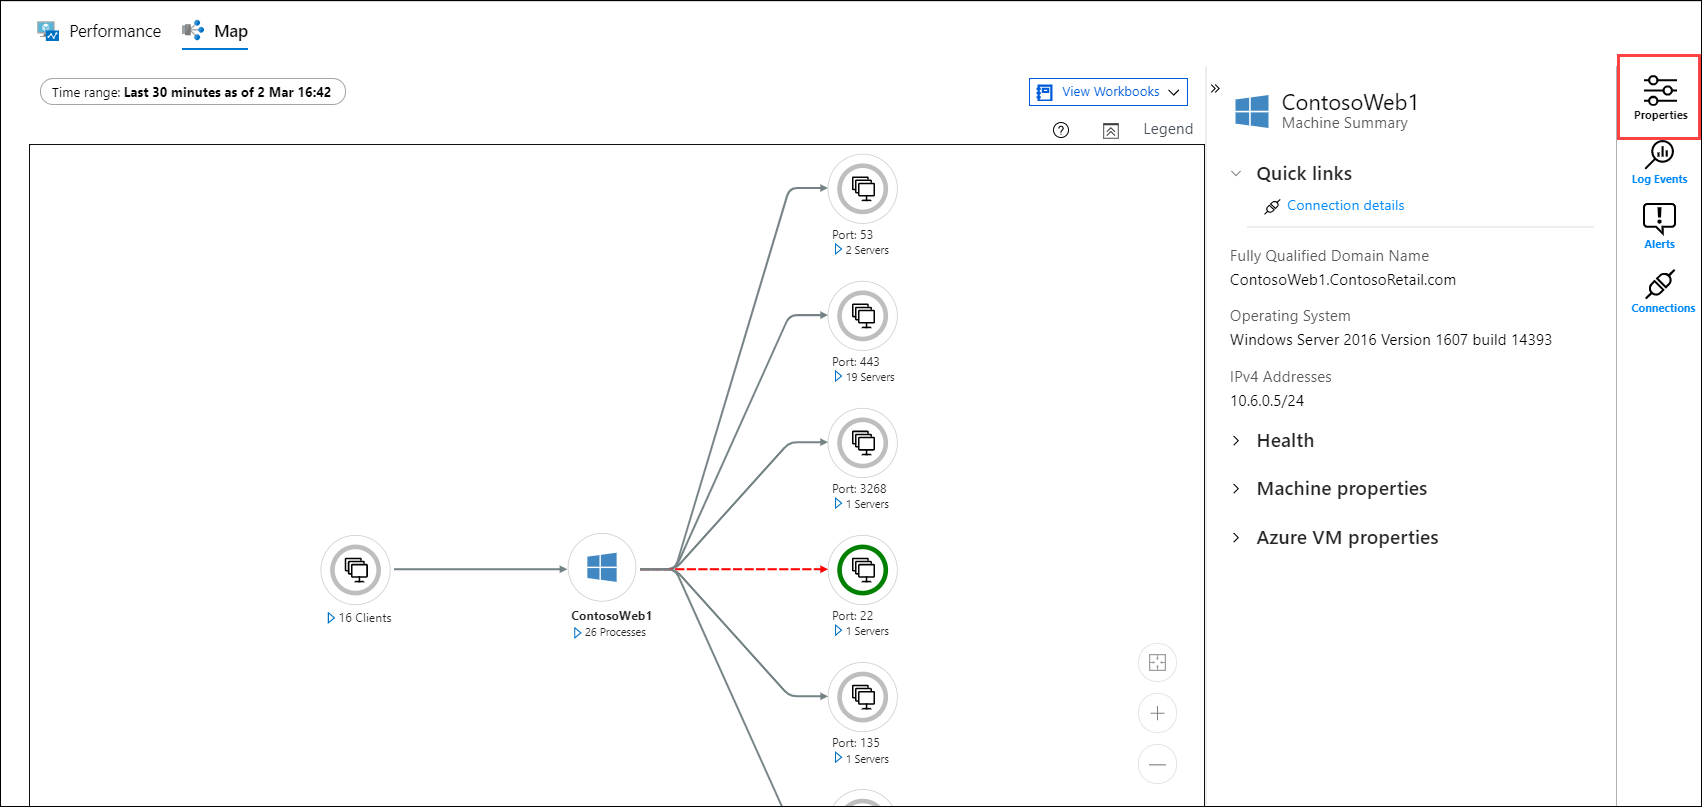 Performance
Map
Time range: Last 30 minutes as of 2 Mar 16:42
View Workbooks
Legend
Port: 53
2 Servers
Port: 443
19 Servers
Port: 3268
1 Servers
Port: 22
1 Servers
Port: 135
1 Servers
16 Clients
ContosoWeb1
26 Processes
ContosoWeb1
Machine Summary
Quick links
Connection details
Fully Qualified Domain Name
ContosoWeb1.ContosoRetail.com
Operating System
Windows Server 2016 Version 1607 build 14393
IPv4 Addresses
10.6.0.5/24
Health
Machine properties
Azure VM properties
Properties
Log Events
Alerts
Connections